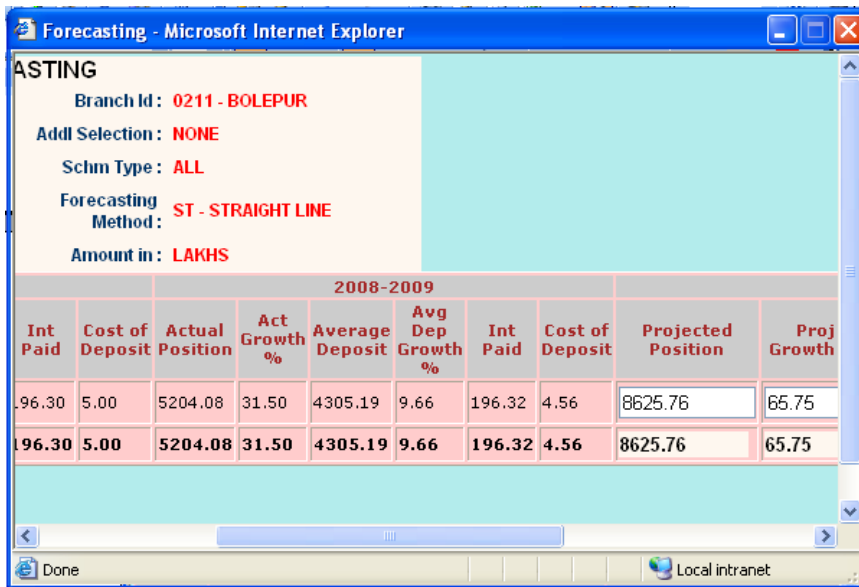 Forecasting - Microsoft Internet Explorer
ASTING
Branch Id : 0211 - BOLEPUR
Addl Selection : NONE
Schm Type : ALL
Forecasting Method : ST - STRAIGHT LINE
Amount in : LAKHS
2008-2009
Int Paid Cost of Deposit Actual Position Act Growth % Average Deposit Avg Dep Growth % Int Paid Cost of Deposit Projected Position Proj Growth
.96.30 5.00 5204.08 31.50 4305.19 9.66 196.32 4.56 8625.76 65.75
196.30 5.00 5204.08 31.50 4305.19 9.66 196.32 4.56 8625.76 65.75
Done Local intranet